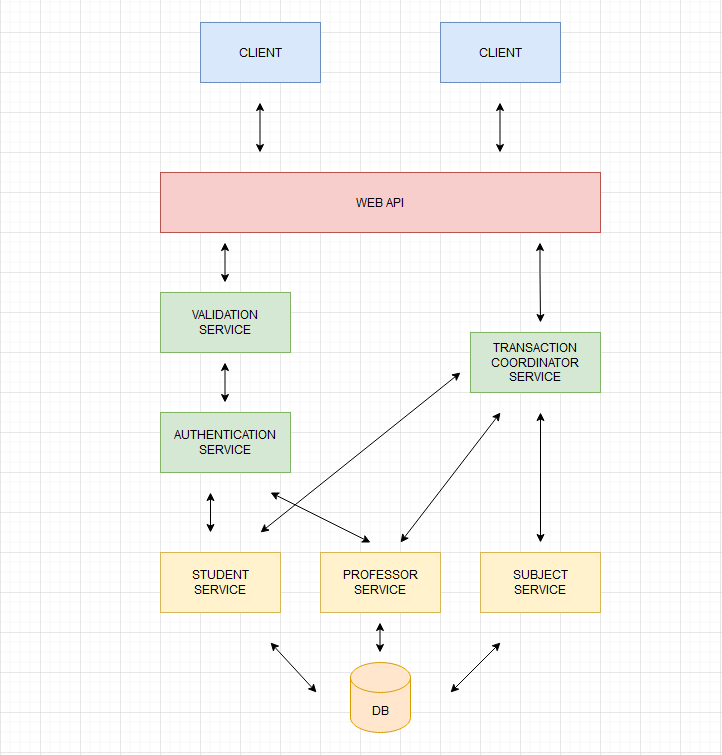 CLIENT
CLIENT
WEB API
VALIDATION
SERVICE
TRANSACTION
COORDINATOR
SERVICE
AUTHENTICATION
SERVICE
STUDENT
SERVICE
PROFESSOR
SERVICE
SUBJECT
SERVICE
DB